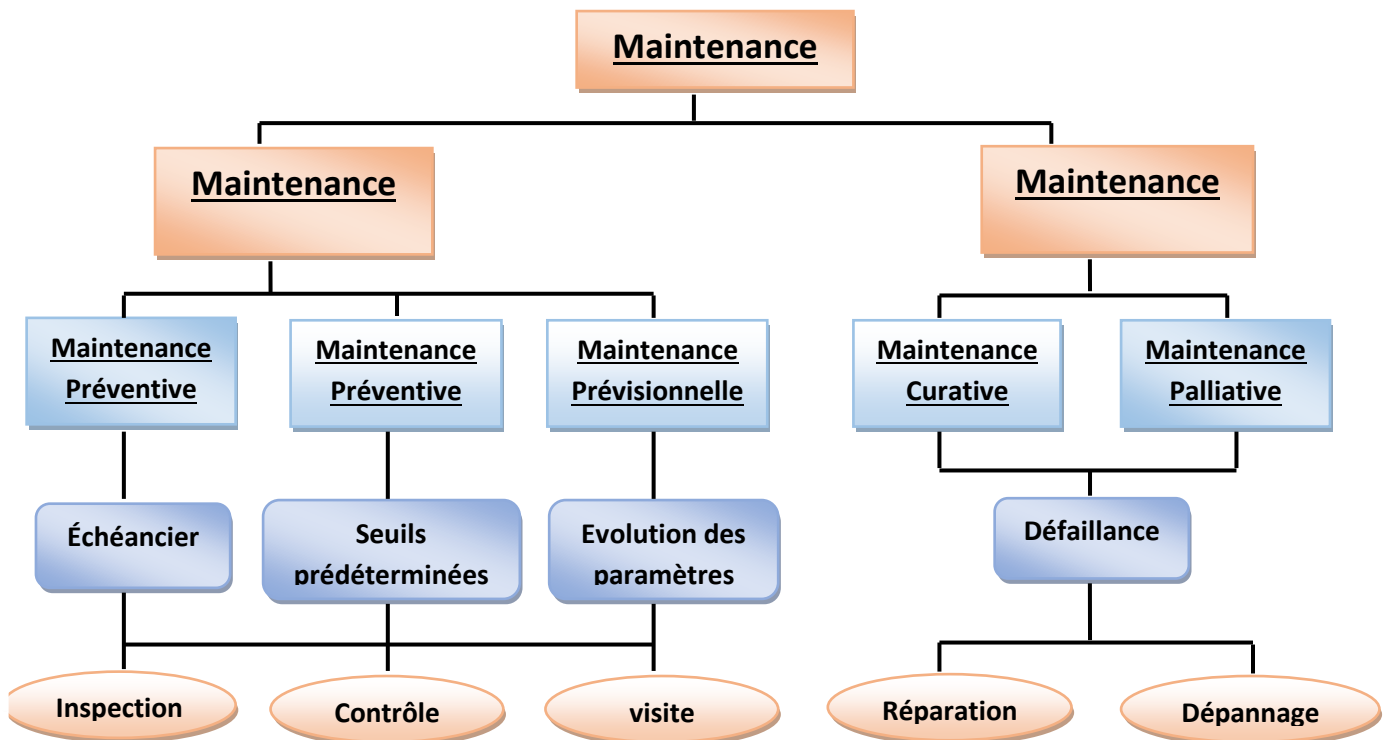 Maintenance
Maintenance
Maintenance
Maintenance
Préventive
Maintenance
Préventive
Maintenance
Prévisionnelle
Maintenance
Curative
Maintenance
Palliative
Échéancier
Seuils
prédéterminées
Evolution des
paramètres
Défaillance
Inspection
Contrôle
visite
Réparation
Dépannage